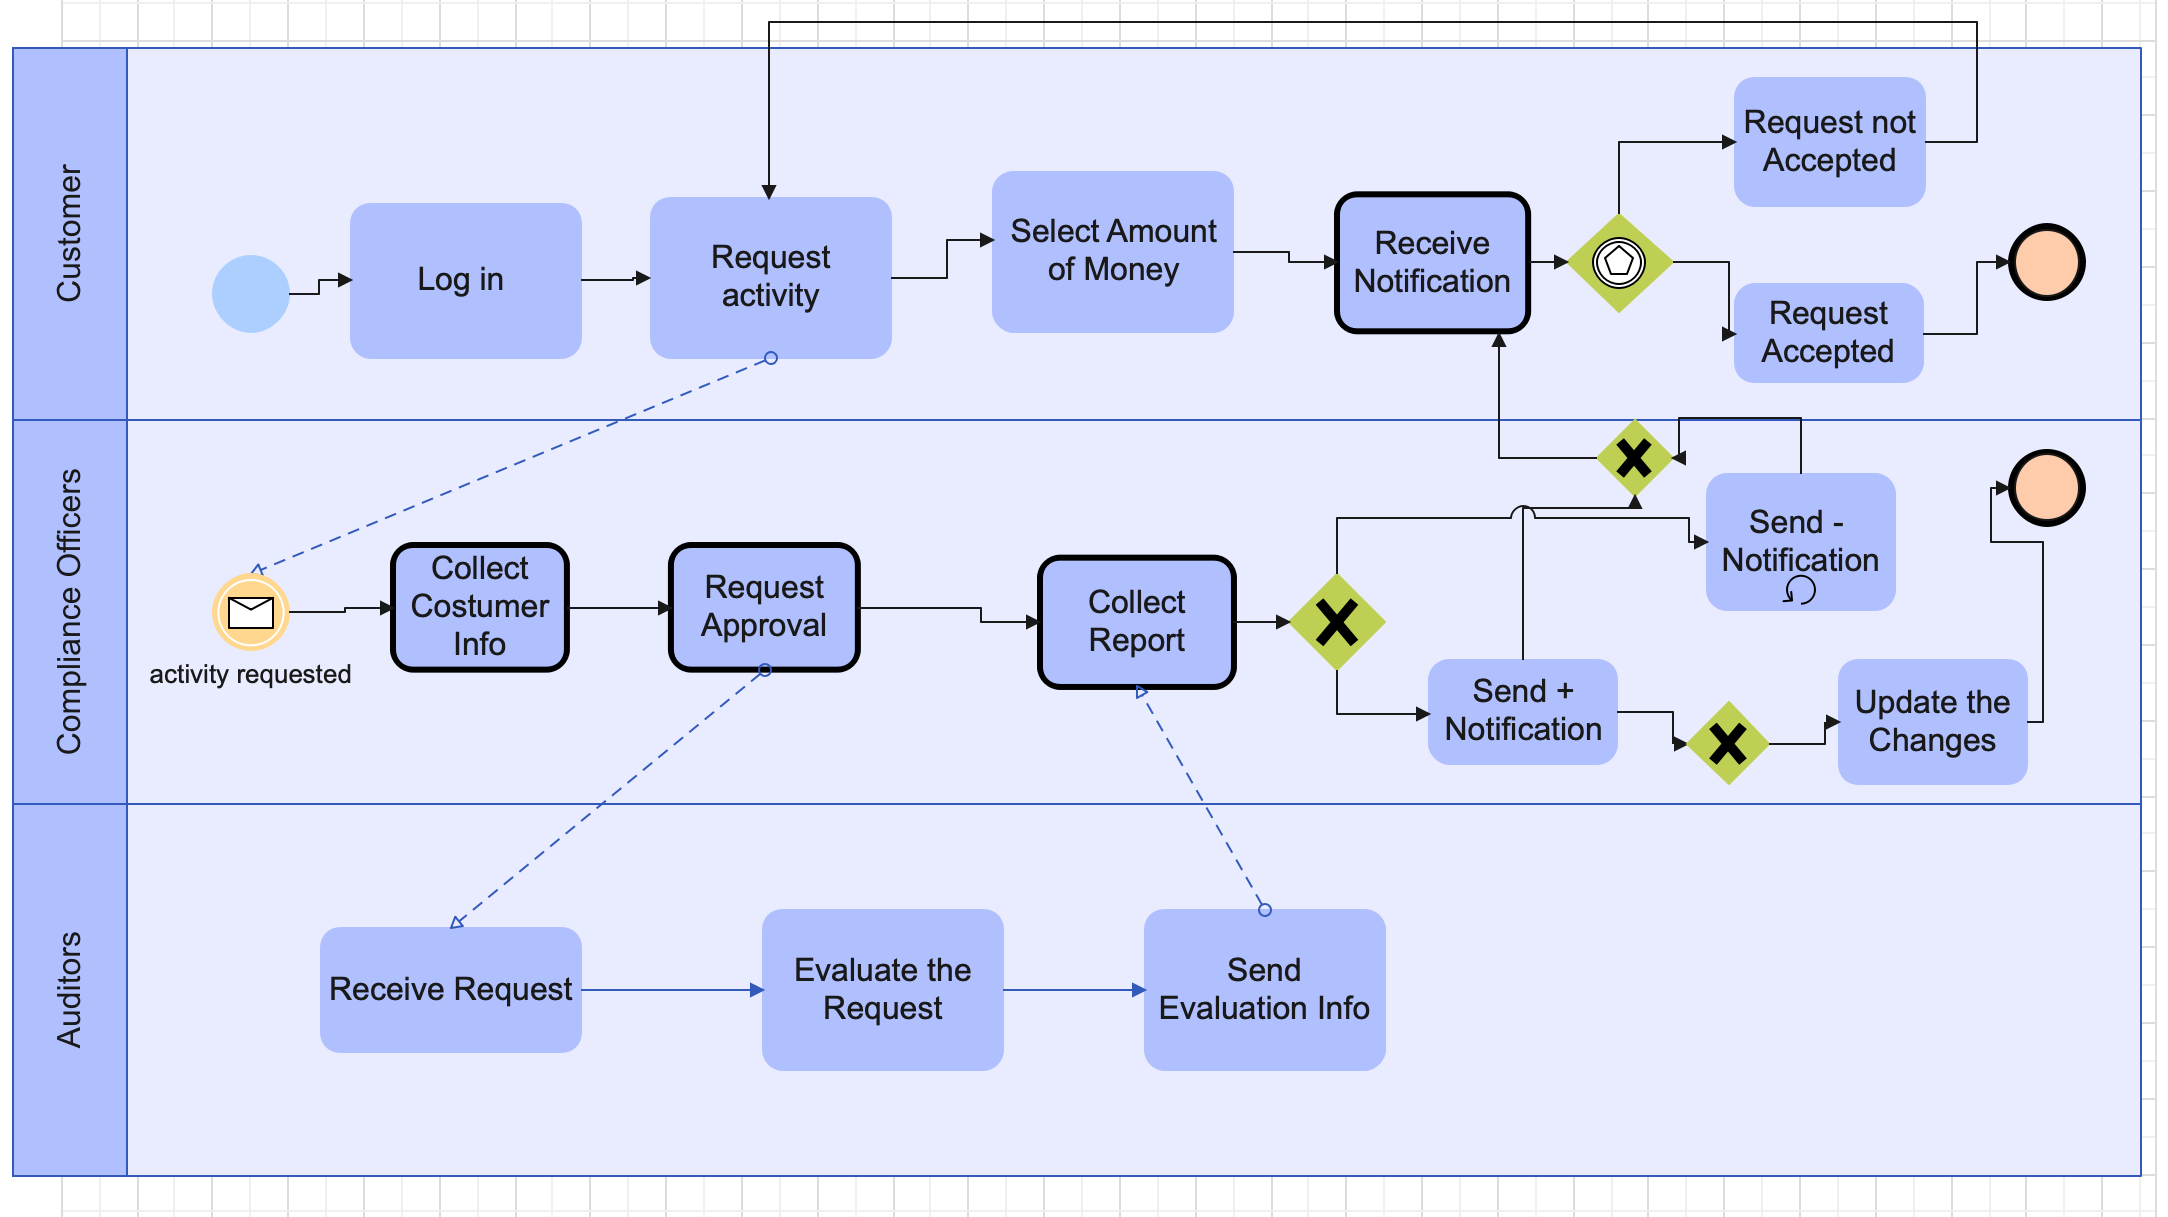 Customer
Log in
Request
activity
Select Amount
of Money
Receive
Notification
Request not
Accepted
Request
Accepted
Compliance Officers
activity requested
Collect
Costumer
Info
Request
Approval
Collect
Report
Send -
Notification
Send +
Notification
Update the
Changes
Auditors
Receive Request
Evaluate the
Request
Send
Evaluation Info